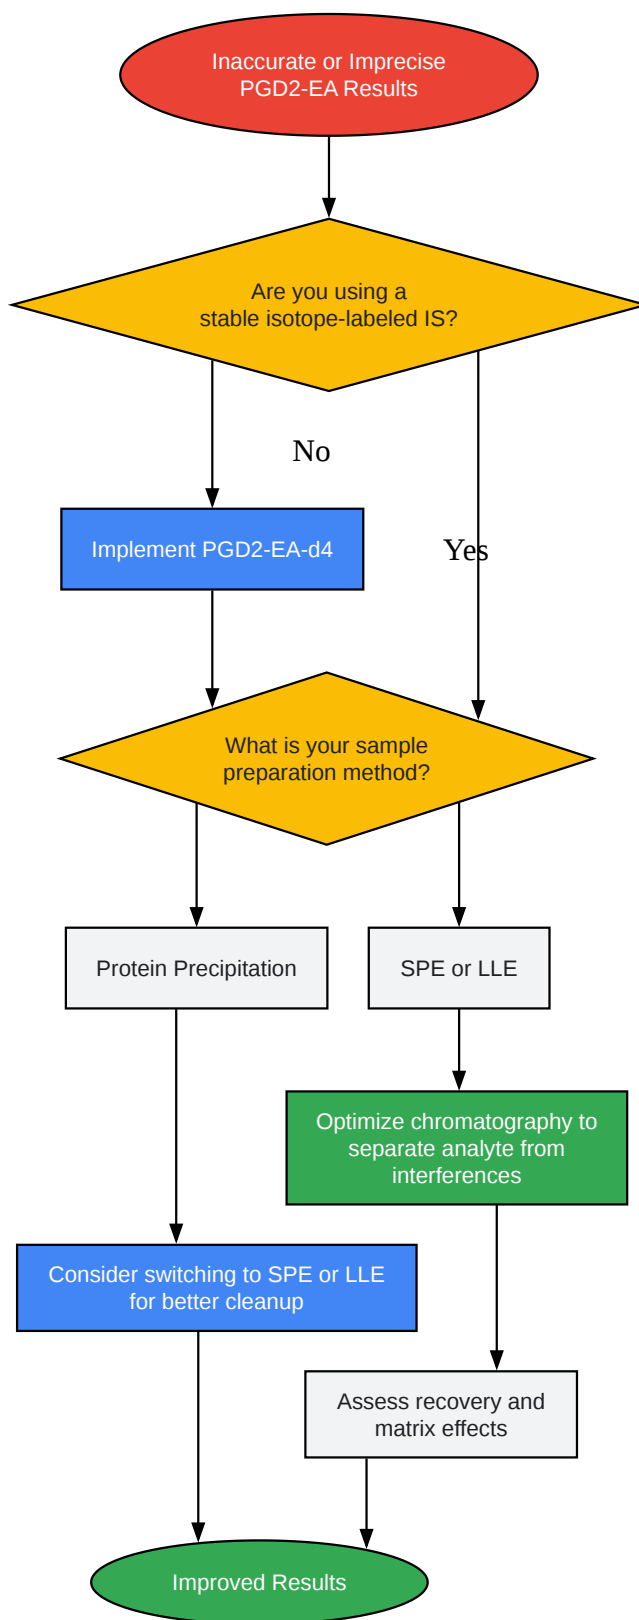 Inaccurate or Imprecise
PGD2-EA Results
Are you using a
stable isotope-labeled IS?
No
Implement PGD2-EA-d4
Yes
What is your sample
preparation method?
Protein Precipitation
SPE or LLE
Optimize chromatography to
separate analyte from
interferences
Consider switching to SPE or LLE
for better cleanup
Assess recovery and
matrix effects
Improved Results